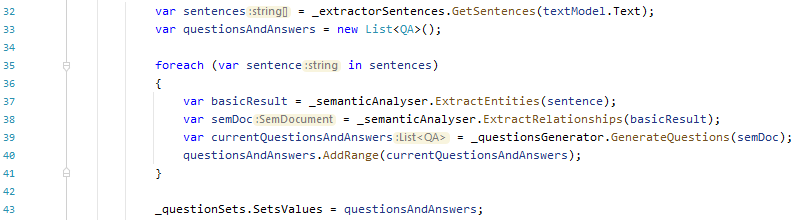 32 var sentences:string[] = _extractorSentences.GetSentences(textModel.Text);
33 var questionsAndAnswers = new List<QA>();
34
35 foreach (var sentence:string in sentences)
36 {
37 var basicResult = _semanticAnalyser.ExtractEntities(sentence);
38 var semDoc:SemDocument = _semanticAnalyser.ExtractRelationships(basicResult);
39 var currentQuestionsAndAnswers:List<QA> = _questionsGenerator.GenerateQuestions(semDoc);
40 questionsAndAnswers.AddRange(currentQuestionsAndAnswers);
41 }
42
43 _questionSets.SetsValues = questionsAndAnswers;